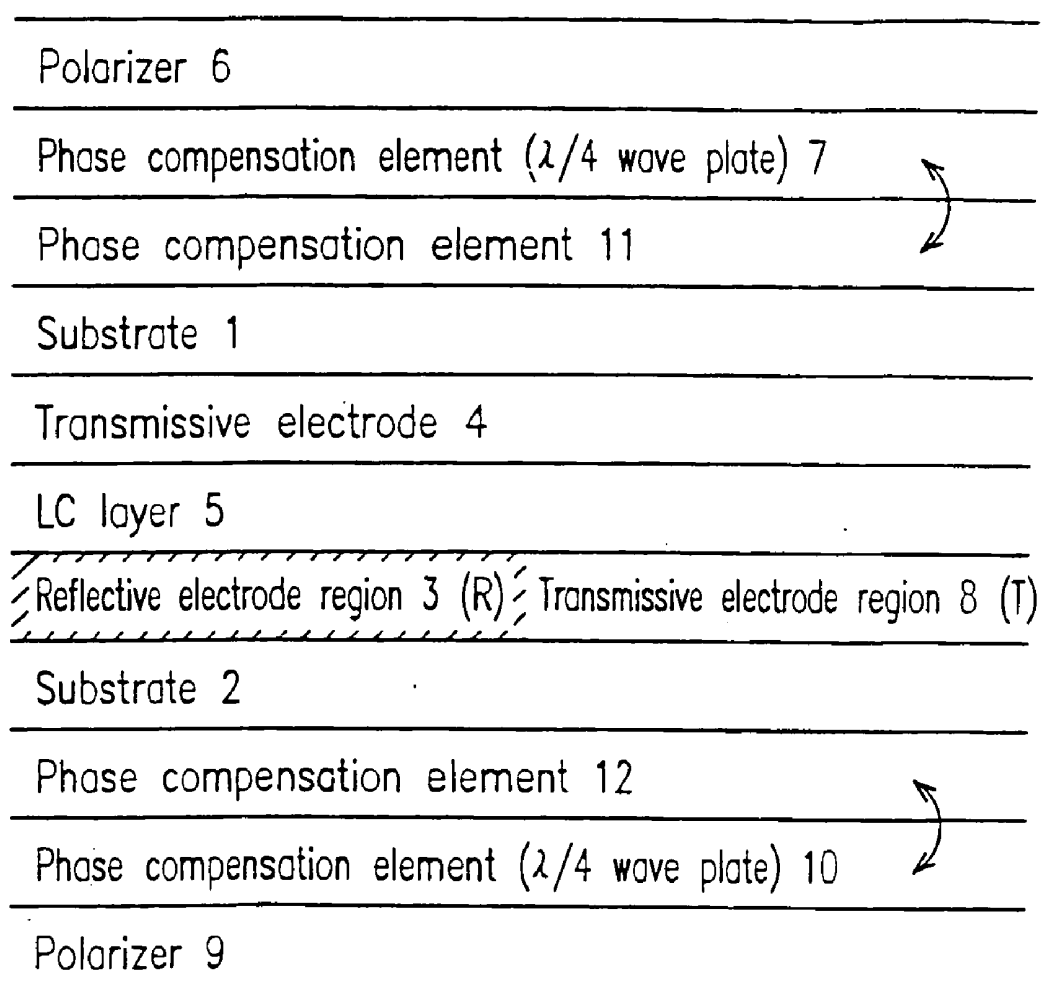 Polarizer 6
Phase compensation element (λ/4 wave plate) 7
Phase compensation element 11
Substrate 1
Transmissive electrode 4
LC layer 5
Reflective electrode region 3 (R) Transmissive electrode region 8 (T)
Substrate 2
Phase compensation element 12
Phase compensation element (λ/4 wave plate) 10
Polarizer 9